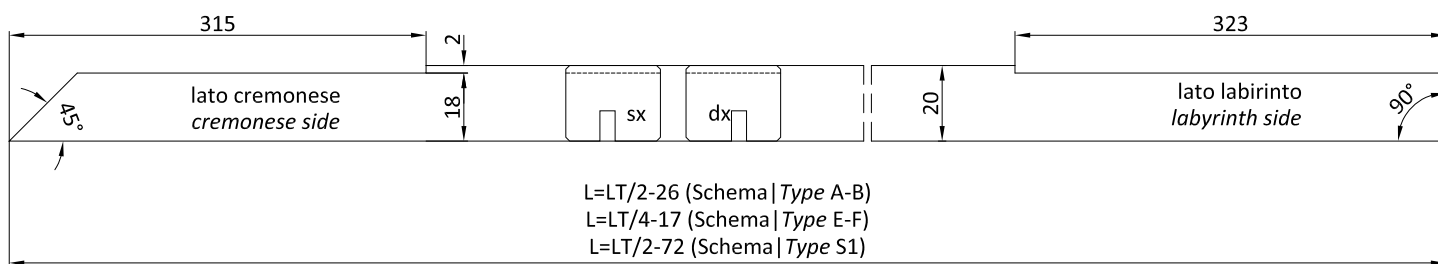 315
323
2
lato cremonese
cremonese side
45°
18
sx
dx
20
lato labirinto
labyrinth side
90°
L=LT/2-26 (Schema|Type A-B)
L=LT/4-17 (Schema|Type E-F)
L=LT/2-72 (Schema|Type S1)